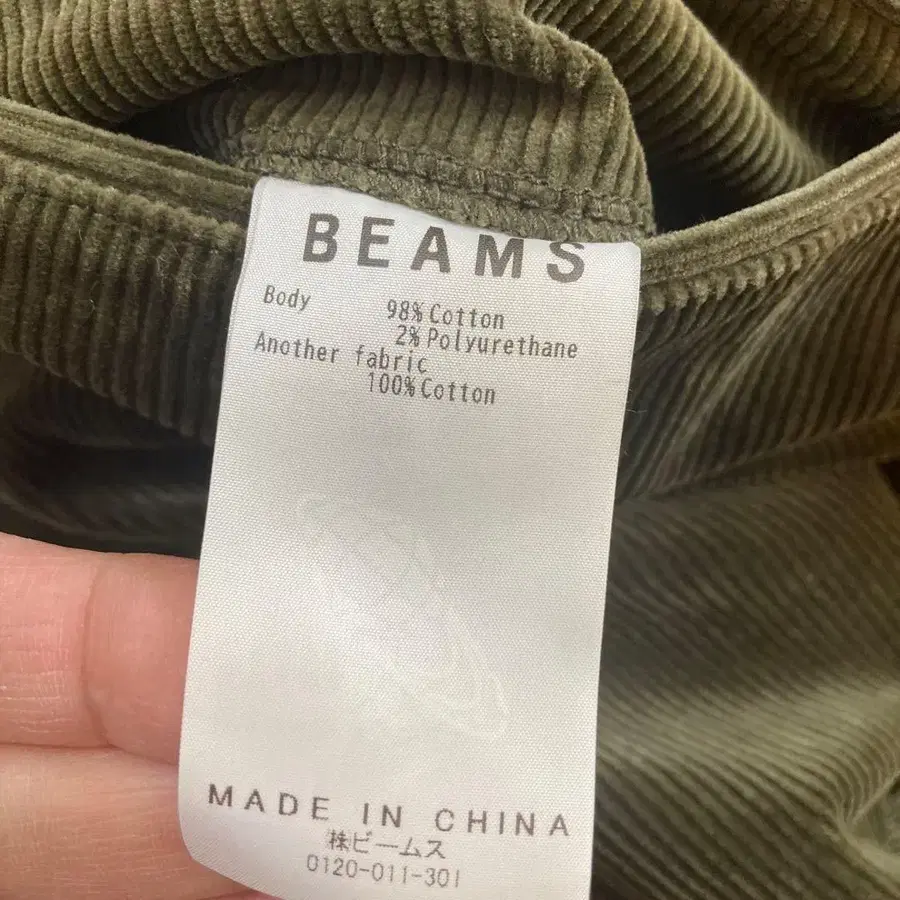 BEAMS
Body 98% Cotton
2% Polyurethane
Another fabric
100% Cotton
MADE IN CHINA
㈱ビームス
0120-011-301